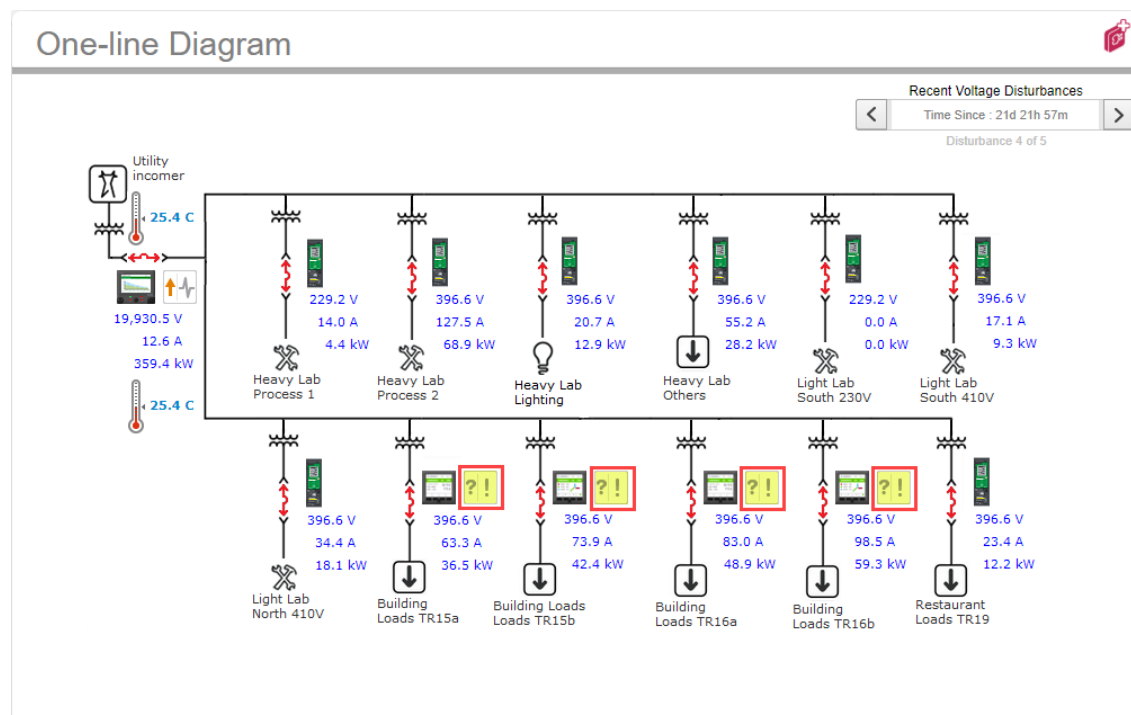 One-line Diagram
Recent Voltage Disturbances
Time Since : 21d 21h 57m
Disturbance 4 of 5
Utility
incomer
25.4 C
19,930.5 V
12.6 A
359.4 kW
25.4 C
229.2 V
14.0 A
4.4 kW
Heavy Lab
Process 1
396.6 V
127.5 A
68.9 kW
Heavy Lab
Process 2
396.6 V
20.7 A
12.9 kW
Heavy Lab
Lighting
396.6 V
55.2 A
28.2 kW
Heavy Lab
Others
229.2 V
0.0 A
0.0 kW
Light Lab
South 230V
396.6 V
17.1 A
9.3 kW
Light Lab
South 410V
396.6 V
34.4 A
18.1 kW
Light Lab
North 410V
? !
396.6 V
63.3 A
36.5 kW
Building
Loads TR15a
? !
396.6 V
73.9 A
42.4 kW
Building Loads
Loads TR15b
? !
396.6 V
83.0 A
48.9 kW
Building
Loads TR16a
? !
396.6 V
98.5 A
59.3 kW
Building
Loads TR16b
396.6 V
23.4 A
12.2 kW
Restaurant
Loads TR19